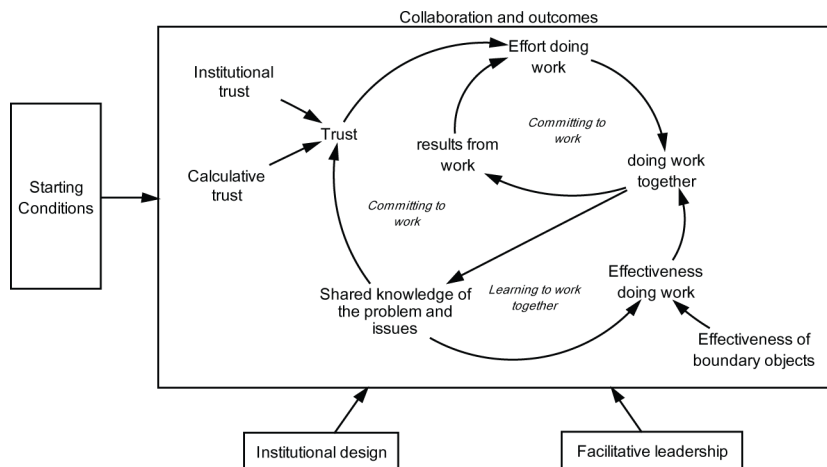 Collaboration and outcomes
Effort doing
work
Institutional
trust
Trust
results from
work
Committing to
work
doing work
together
Calculative
trust
Starting
Conditions
Committing to
work
Shared knowledge of
the problem and
issues
Learning to work
together
Effectiveness
doing work
Effectiveness of
boundary objects
Institutional design
Facilitative leadership